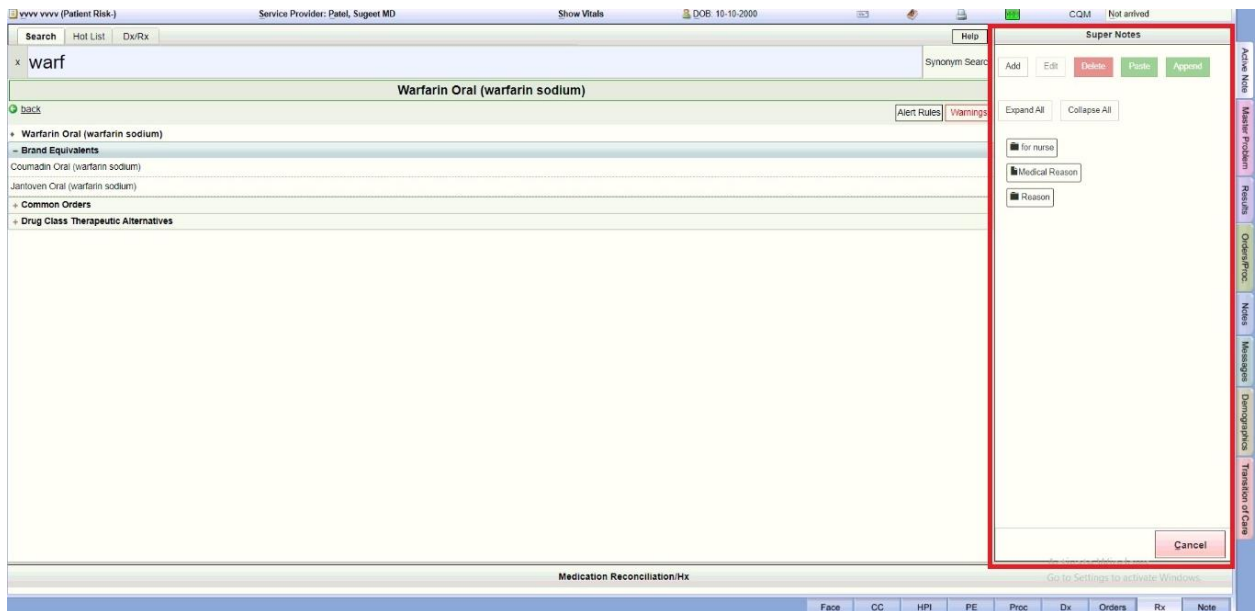 vvvv vvvv (Patient Risk-) Service Provider: Patel, Sugeet MD Show Vitals DOB: 10-10-2000 CQM Not arrived
Search Hot List Dx/Rx Help
x warf Synonym Searc
Warfarin Oral (warfarin sodium)
back Alert Rules Warnings
+ Warfarin Oral (warfarin sodium)
– Brand Equivalents
Coumadin Oral (warfarin sodium)
Jantoven Oral (warfarin sodium)
+ Common Orders
+ Drug Class Therapeutic Alternatives
Medication Reconciliation/Hx
Super Notes
Add Edit Delete Paste Append
Expand All Collapse All
for nurse
Medical Reason
Reason
Cancel
Go to Settings to activate Windows.
Active Note
Master Problem
Results
Orders/Proc.
Notes
Messages
Demographics
Transition of Care
Face CC HPI PE Proc Dx Orders Rx Note